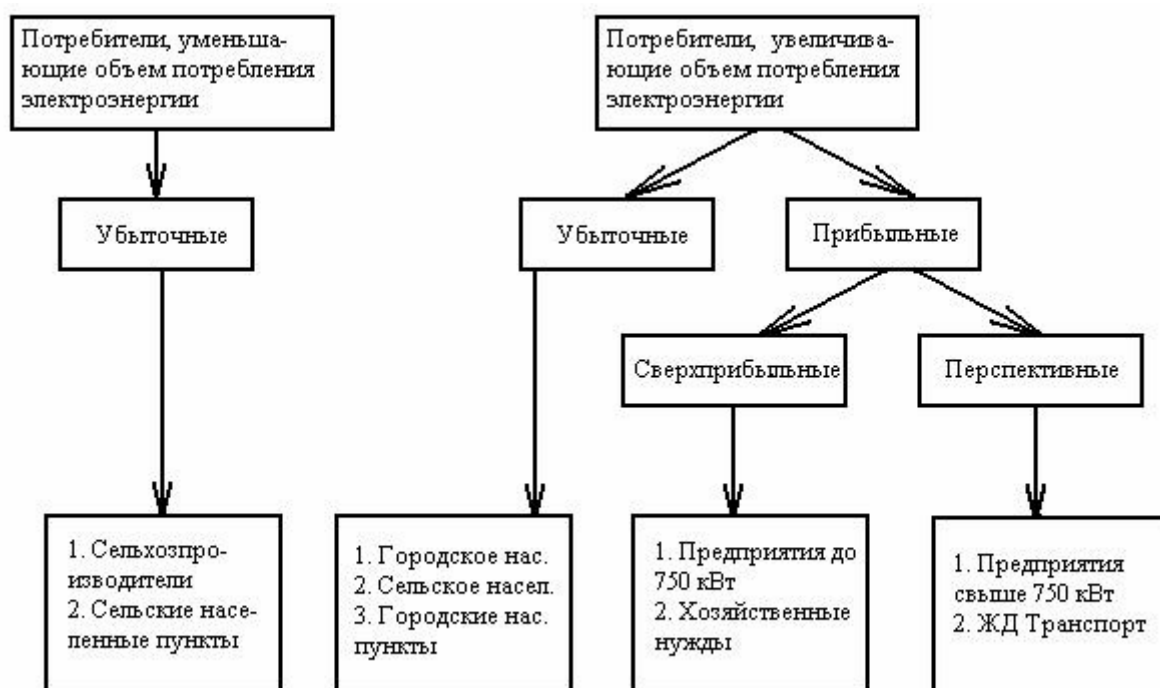 Потребители, уменьша-
ющие объем потребления
электроэнергии
Потребители, увеличива-
ющие объем потребления
электроэнергии
Убыточные
Убыточные
Прибыльные
Сверхприбыльные
Перспективные
1. Сельхозпро-
изводители
2. Сельские насе-
ленные пункты
1. Городское нас.
2. Сельское насел.
3. Городские нас.
пункты
1. Предприятия до
750 кВт
2. Хозяйственные
нужды
1. Предприятия
свыше 750 кВт
2. ЖД Транспорт